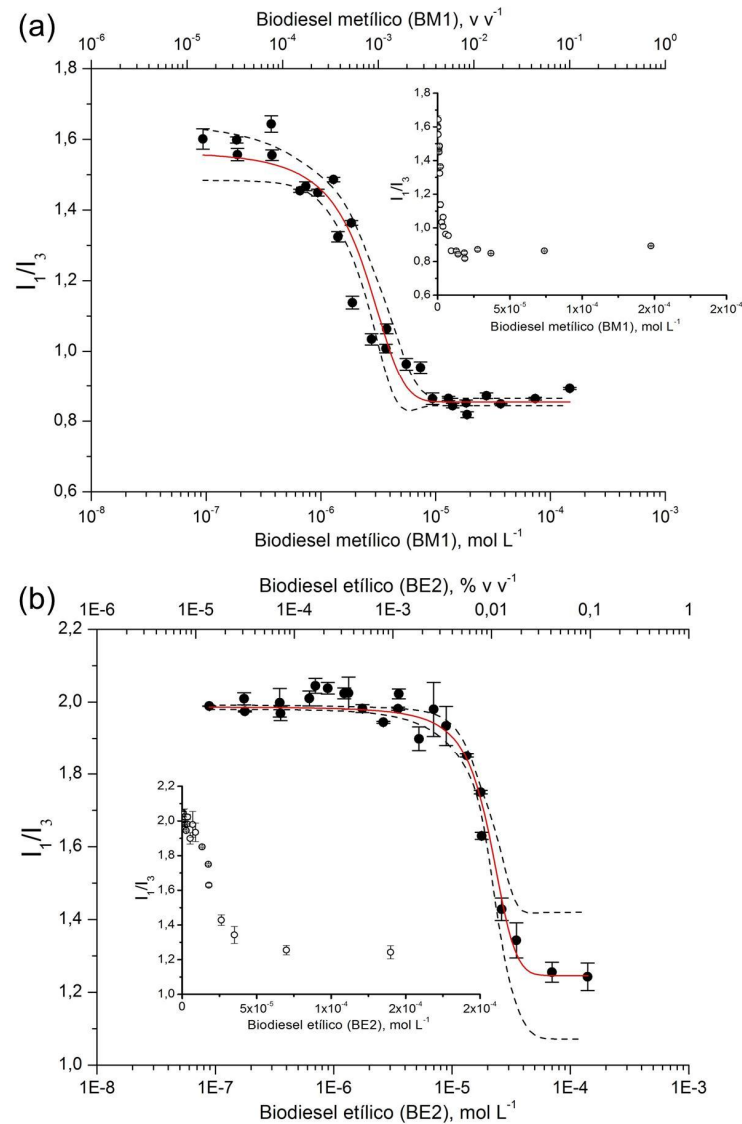 (a)
Biodiesel metílico (BM1), v v⁻¹
10⁻⁶ 10⁻⁵ 10⁻⁴ 10⁻³ 10⁻² 10⁻¹ 10⁰
1,8
1,6
1,4
1,2
1,0
0,8
0,6
I₁/I₃
10⁻⁸ 10⁻⁷ 10⁻⁶ 10⁻⁵ 10⁻⁴ 10⁻³
Biodiesel metílico (BM1), mol L⁻¹
1,8
1,6
1,4
1,2
1,0
0,8
0,6
I₁/I₃
0 5x10⁻⁵ 1x10⁻⁴ 2x10⁻⁴ 2x10⁻⁴
Biodiesel metílico (BM1), mol L⁻¹
(b)
Biodiesel etílico (BE2), % v v⁻¹
1E-6 1E-5 1E-4 1E-3 0,01 0,1 1
2,2
2,0
1,8
1,6
1,4
1,2
1,0
I₁/I₃
1E-8 1E-7 1E-6 1E-5 1E-4 1E-3
Biodiesel etílico (BE2), mol L⁻¹
2,2
2,0
1,8
1,6
1,4
1,2
1,0
I₁/I₃
0 5x10⁻⁵ 1x10⁻⁴ 2x10⁻⁴ 2x10⁻⁴
Biodiesel etílico (BE2), mol L⁻¹